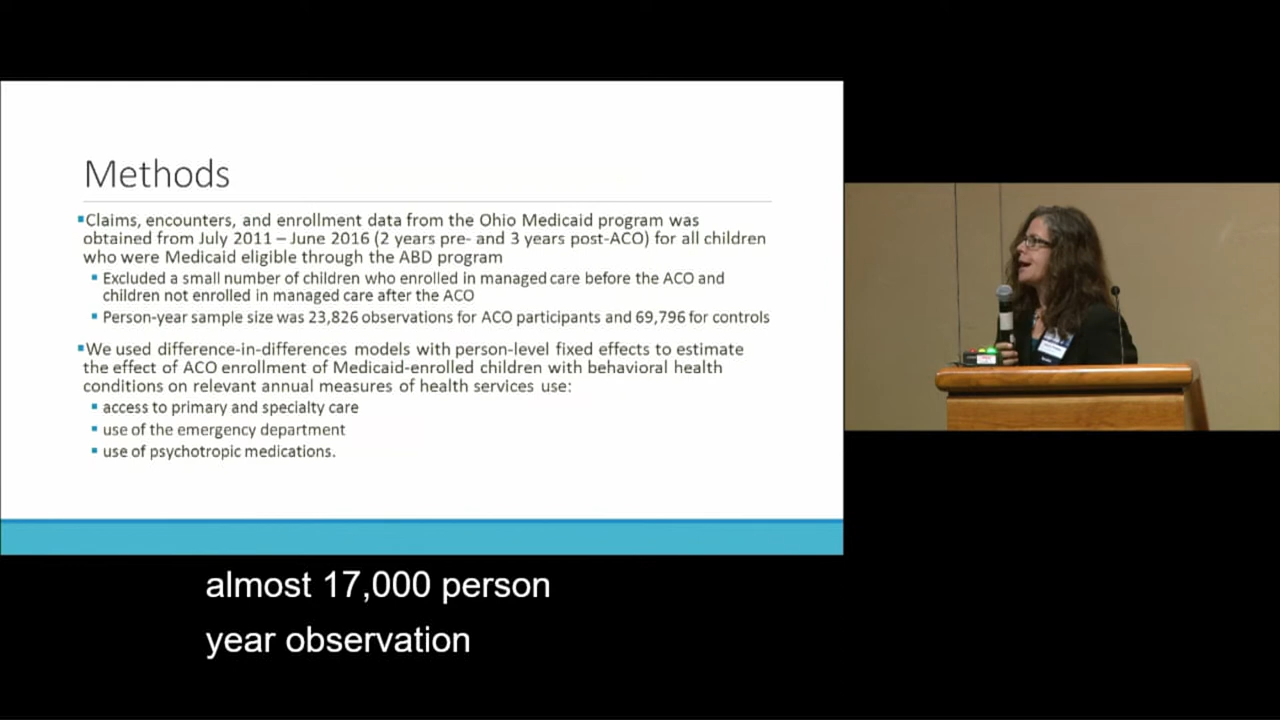 Methods
Claims, encounters, and enrollment data from the Ohio Medicaid program was
obtained from July 2011 – June 2016 (2 years pre- and 3 years post-ACO) for all children
who were Medicaid eligible through the ABD program
Excluded a small number of children who enrolled in managed care before the ACO and
children not enrolled in managed care after the ACO
Person-year sample size was 23,826 observations for ACO participants and 69,796 for controls
We used difference-in-differences models with person-level fixed effects to estimate
the effect of ACO enrollment of Medicaid-enrolled children with behavioral health
conditions on relevant annual measures of health services use:
access to primary and specialty care
use of the emergency department
use of psychotropic medications.
almost 17,000 person
year observation